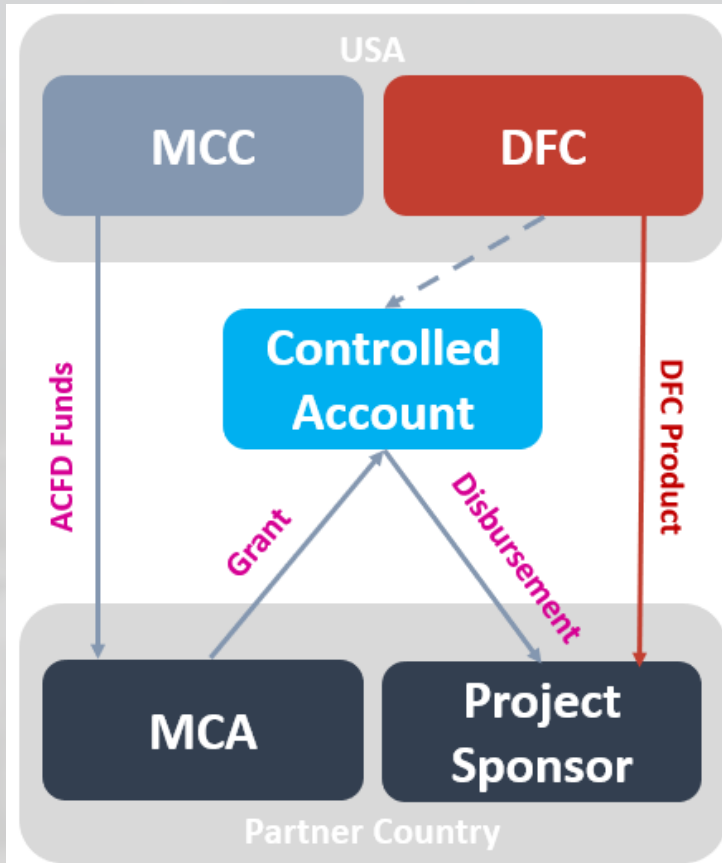 USA
MCC
DFC
Controlled
Account
ACFD Funds
Grant
Disbursement
DFC Product
MCA
Project
Sponsor
Partner Country